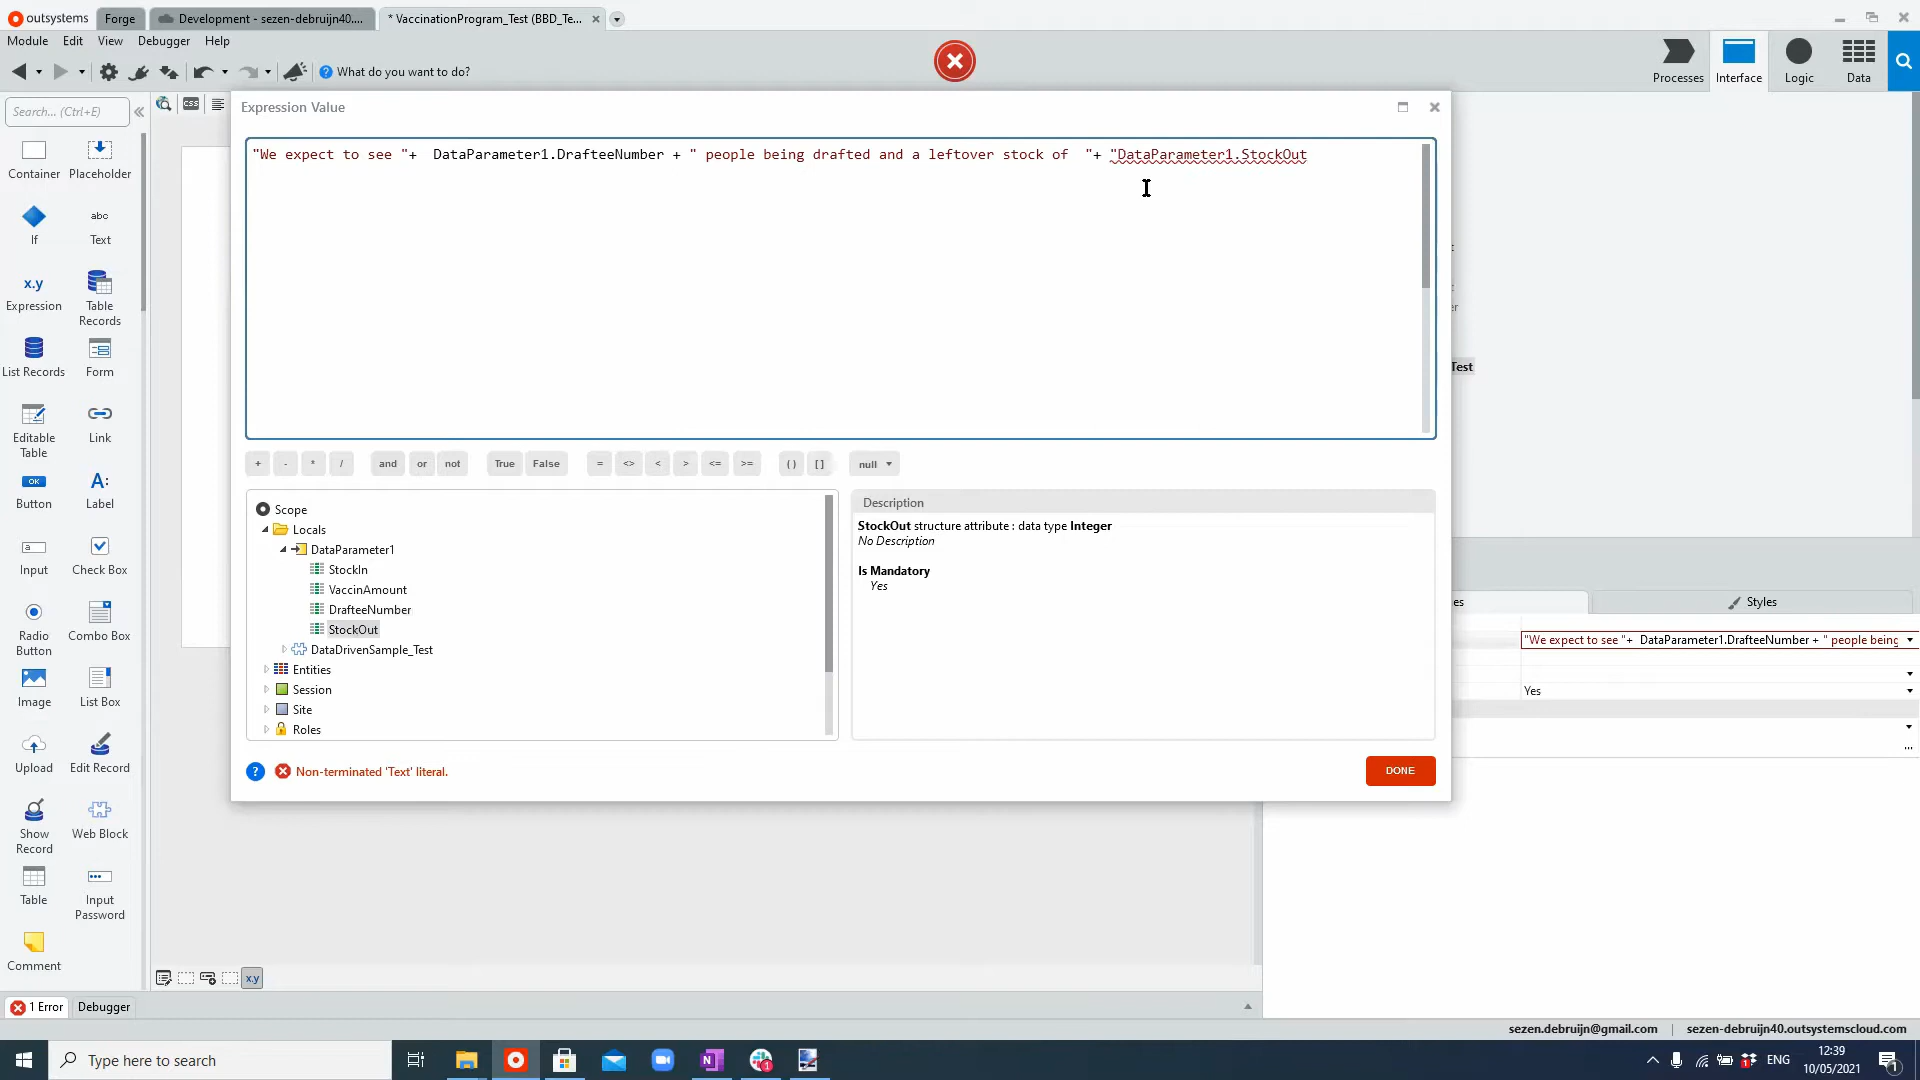 outsystems
Forge
Development - sezen-debruijn40....
* VaccinationProgram_Test (BBD_Te...
Module Edit View Debugger Help
What do you want to do?
Processes Interface Logic Data
Search... (Ctrl+E)
css
Expression Value
"We expect to see "+  DataParameter1.DrafteeNumber + " people being drafted and a leftover stock of  "+ "DataParameter1.StockOut
Container Placeholder
abc
If Text
x.y
Expression Table Records
List Records Form
Editable Table Link
OK A:
Button Label
Input Check Box
Radio Button Combo Box
Image List Box
Upload Edit Record
Show Record Web Block
Table Input Password
Comment
+ - * / and or not True False = <> < > <= >= ( ) [ ] null
Scope
Locals
DataParameter1
StockIn
VaccinAmount
DrafteeNumber
StockOut
DataDrivenSample_Test
Entities
Session
Site
Roles
Description
StockOut structure attribute : data type Integer
No Description
Is Mandatory
Yes
? Non-terminated 'Text' literal.
DONE
Test
es
Styles
"We expect to see "+  DataParameter1.DrafteeNumber + " people being
Yes
...
x.y
1 Error Debugger
sezen.debruijn@gmail.com | sezen-debruijn40.outsystemscloud.com
Type here to search
ENG
12:39
10/05/2021